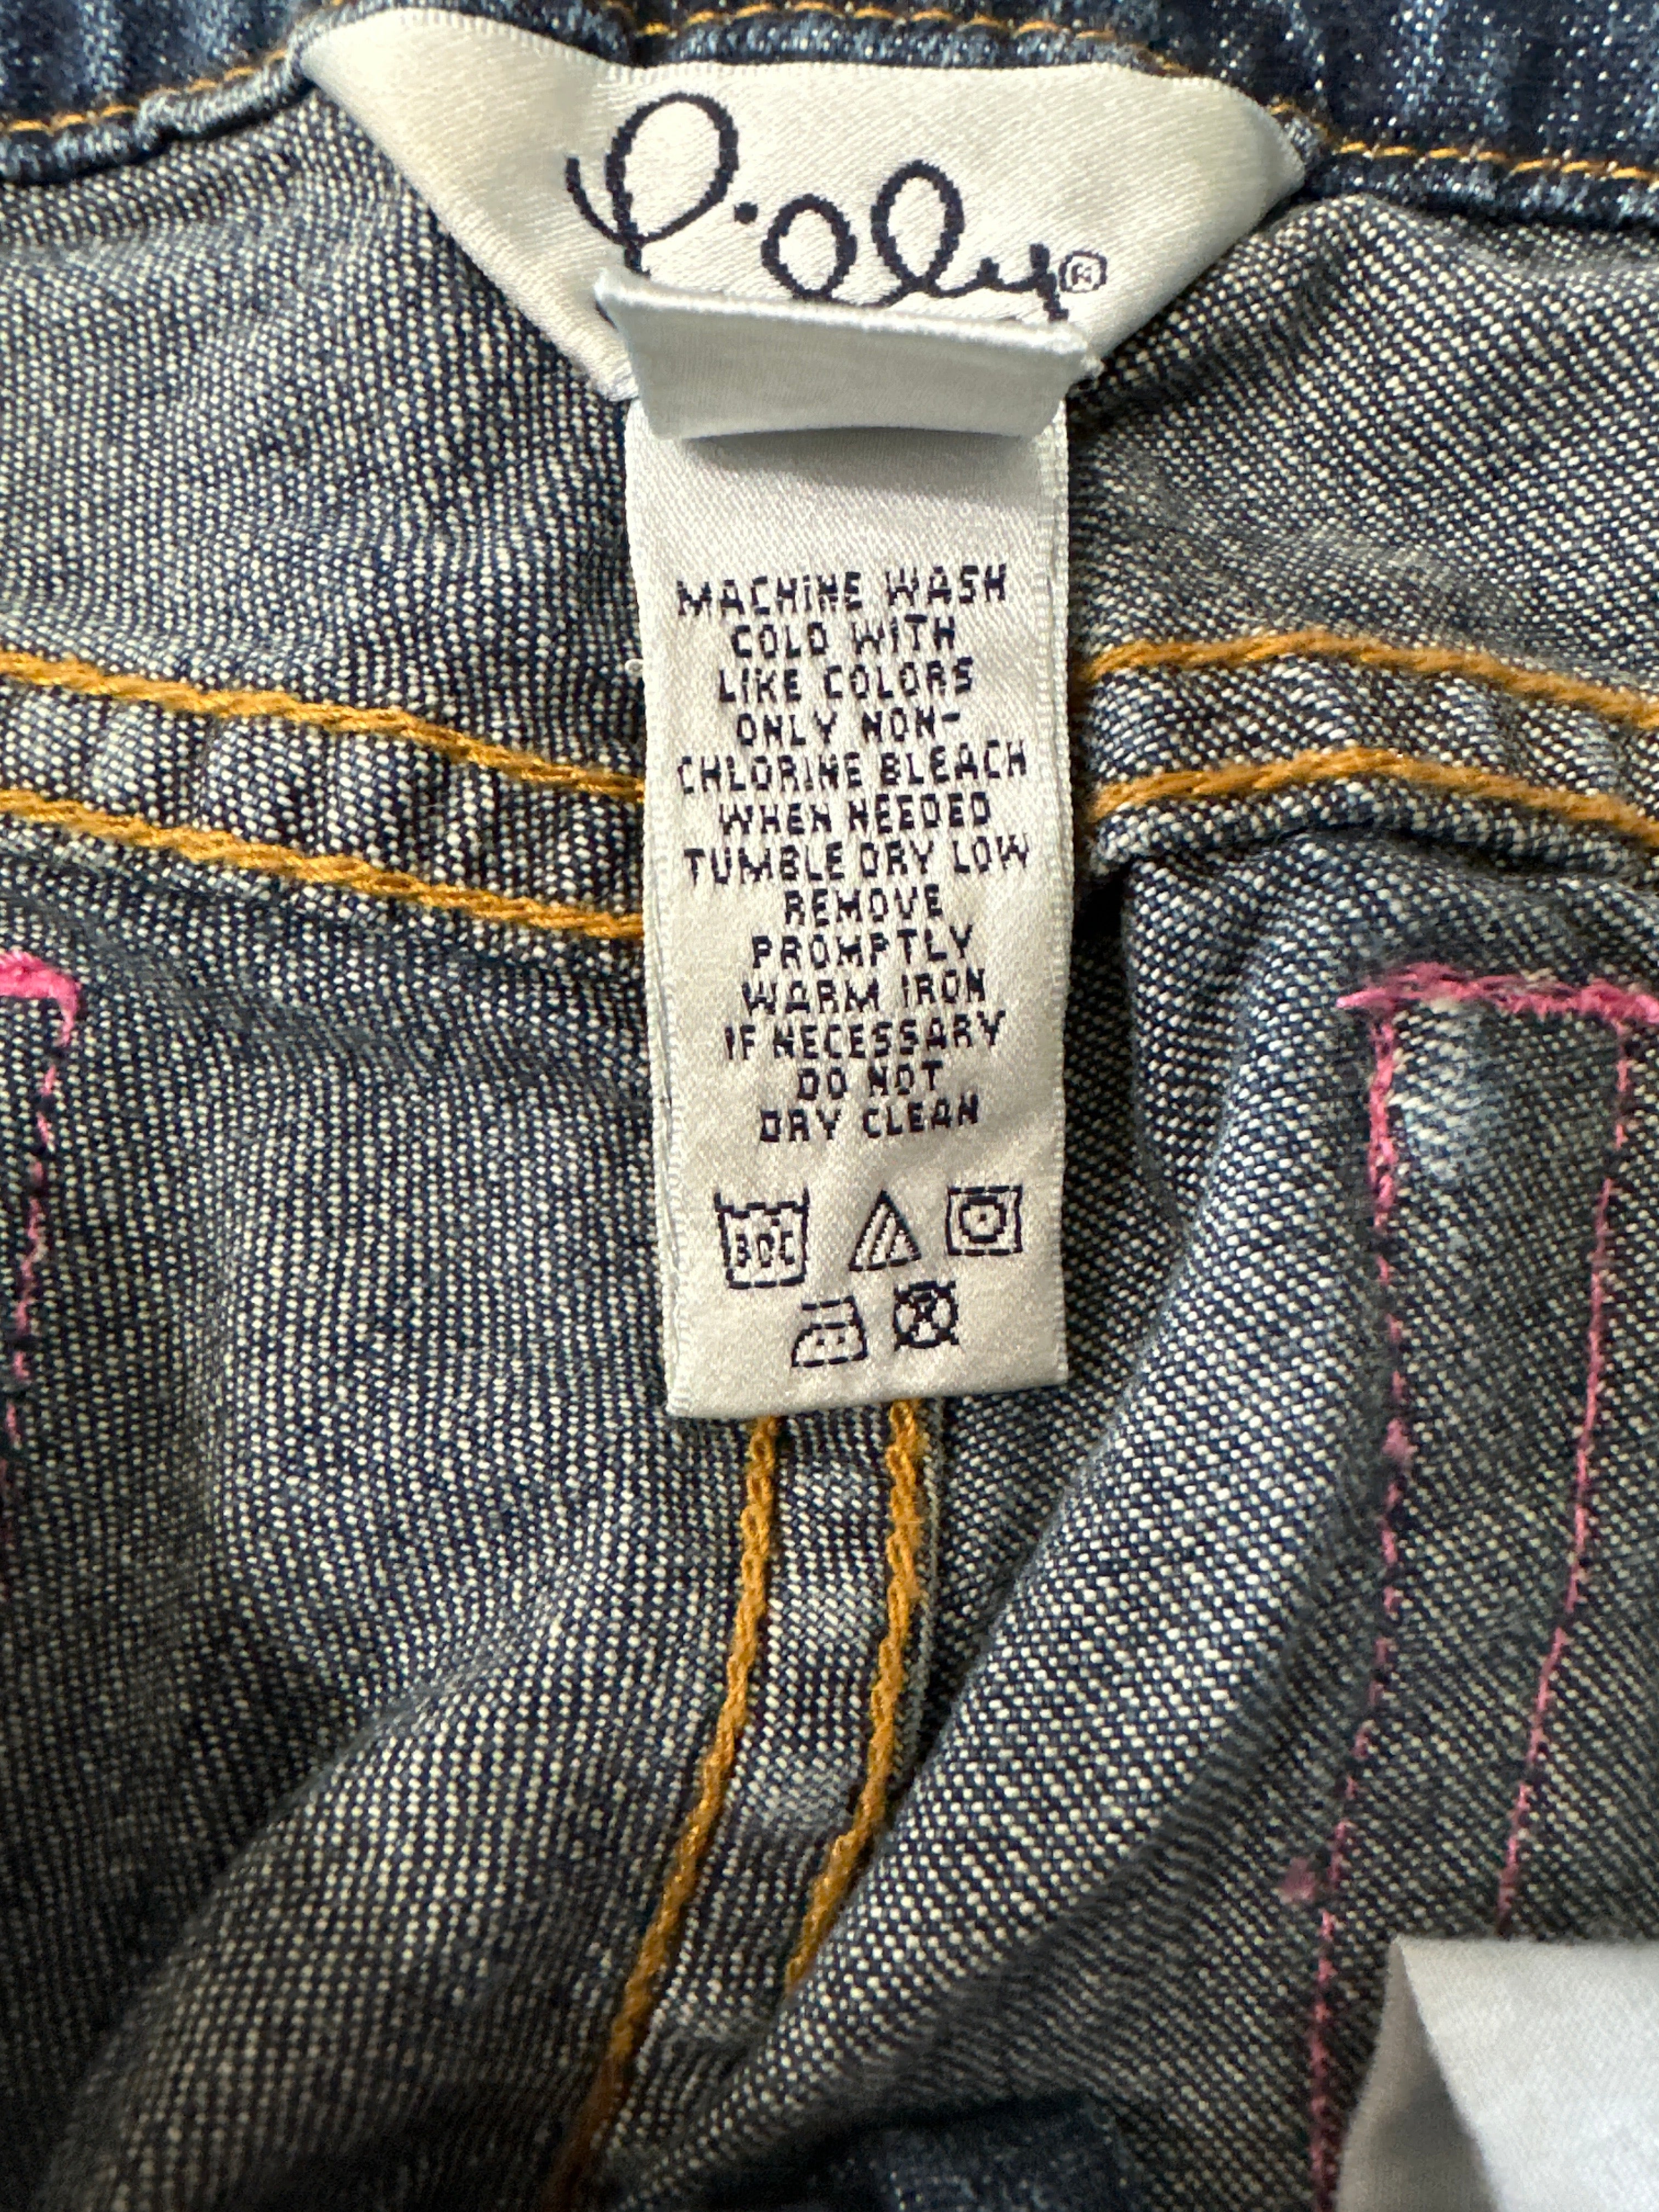 Lilly®
MACHINE WASH
COLD WITH
LIKE COLORS
ONLY NON-
CHLORINE BLEACH
WHEN NEEDED
TUMBLE DRY LOW
REMOVE
PROMPTLY
WARM IRON
IF NECESSARY
DO NOT
DRY CLEAN
30C